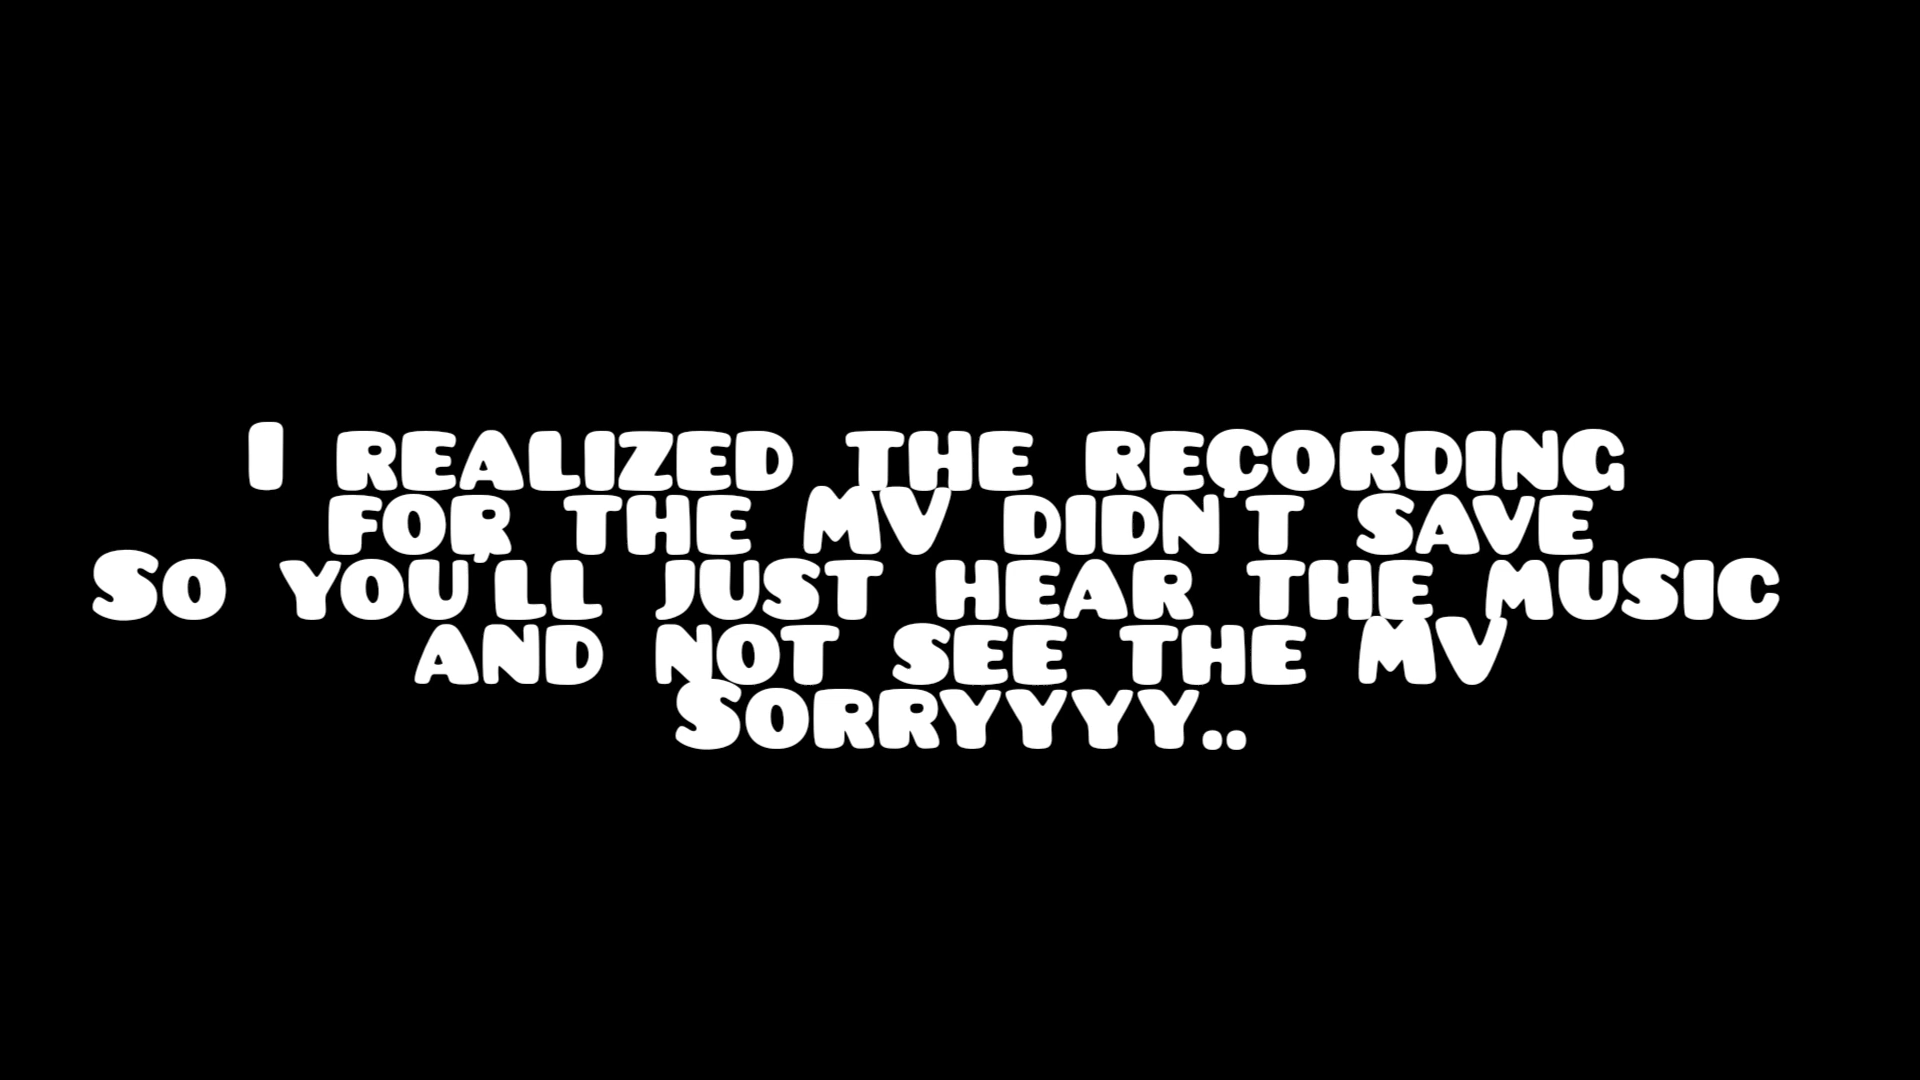 I realized the recording
for the MV didn't save
So you'll just hear the music
and not see the MV
Sorryyyy..